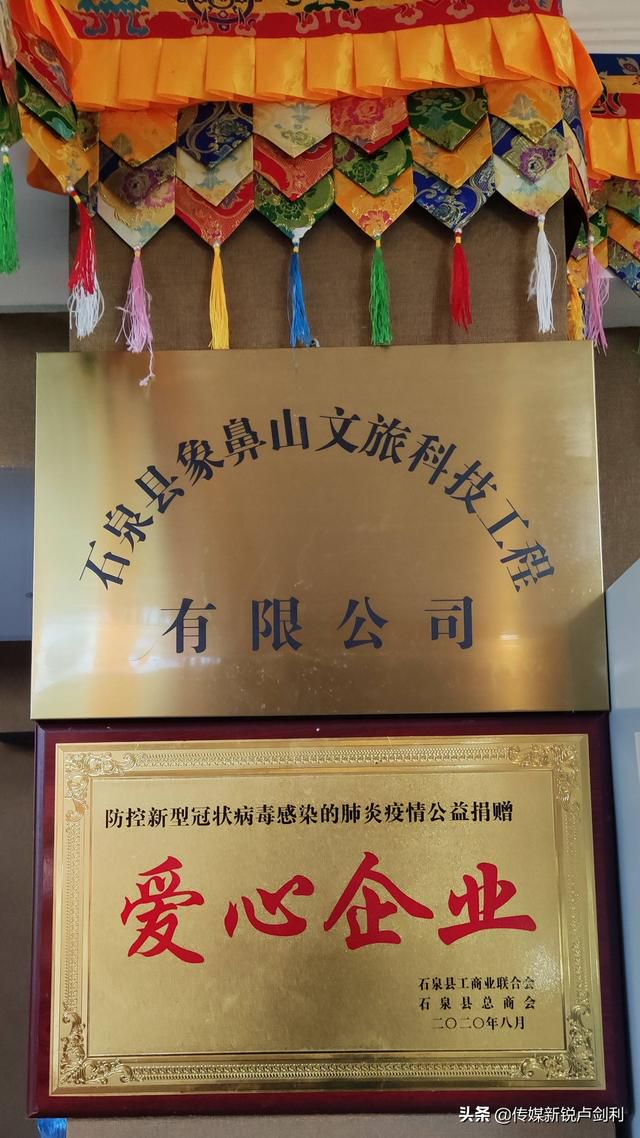 石泉县象鼻山文旅科技工程
有限公司
防控新型冠状病毒感染的肺炎疫情公益捐赠
爱心企业
石泉县工商业联合会
石泉县总商会
二〇二〇年八月
头条 @传媒新锐卢剑利